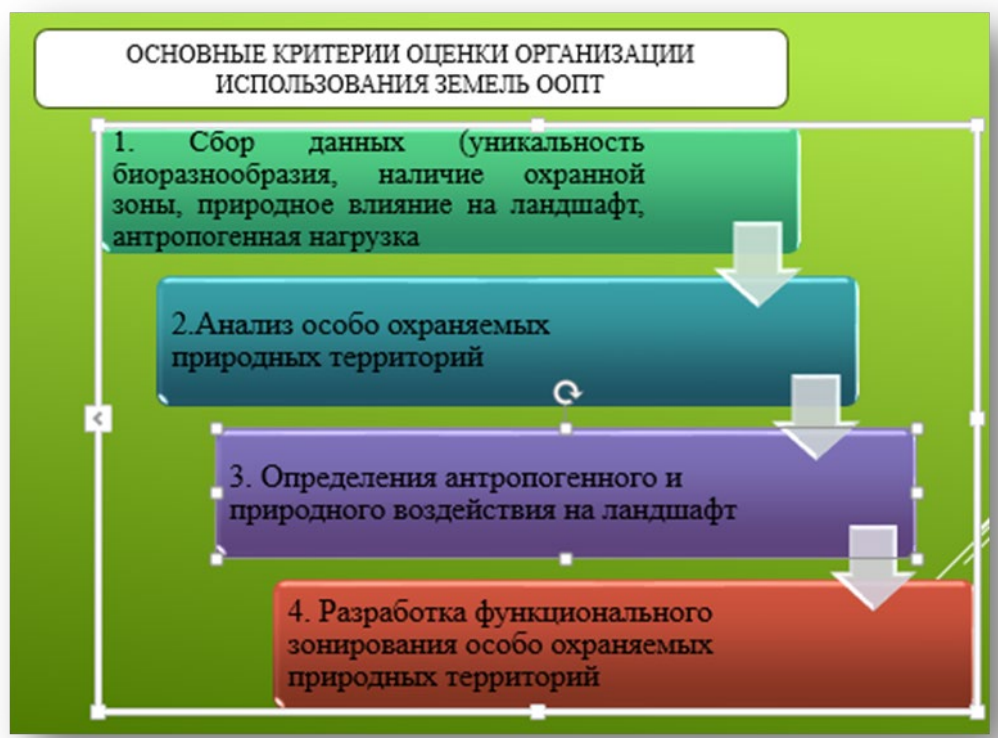 ОСНОВНЫЕ КРИТЕРИИ ОЦЕНКИ ОРГАНИЗАЦИИ
ИСПОЛЬЗОВАНИЯ ЗЕМЕЛЬ ООПТ
1. Сбор данных (уникальность
биоразнообразия, наличие охранной
зоны, природное влияние на ландшафт,
антропогенная нагрузка
2.Анализ особо охраняемых
природных территорий
3. Определения антропогенного и
природного воздействия на ландшафт
4. Разработка функционального
зонирования особо охраняемых
природных территорий